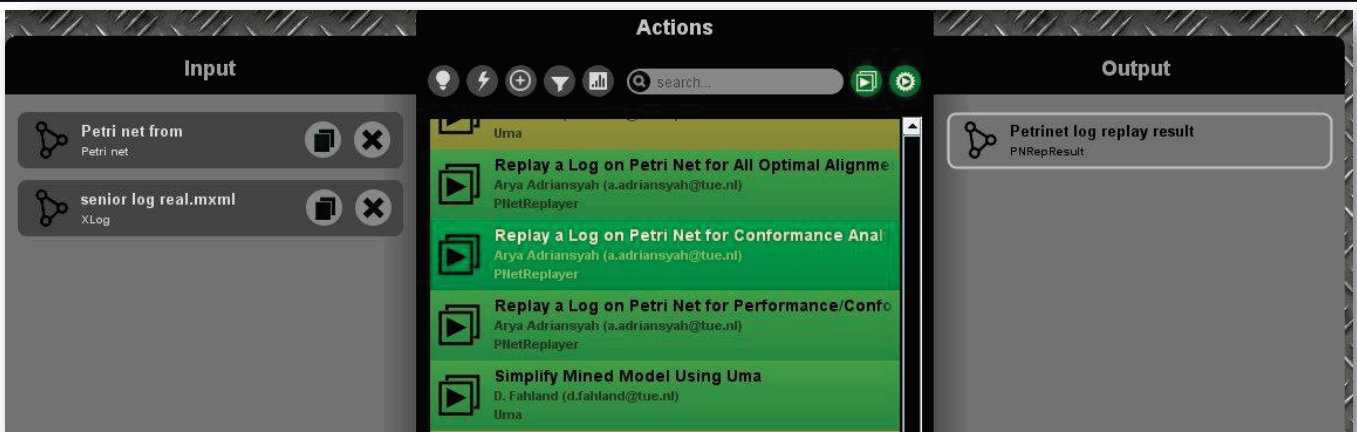 Actions
Input
search...
Output
Petri net from
Petri net
senior log real.mxml
XLog
Uma
Replay a Log on Petri Net for All Optimal Alignme
Arya Adriansyah (a.adriansyah@tue.nl)
PNetReplayer
Replay a Log on Petri Net for Conformance Anal
Arya Adriansyah (a.adriansyah@tue.nl)
PNetReplayer
Replay a Log on Petri Net for Performance/Confo
Arya Adriansyah (a.adriansyah@tue.nl)
PNetReplayer
Simplify Mined Model Using Uma
D. Fahland (d.fahland@tue.nl)
Uma
Petrinet log replay result
PNRepResult